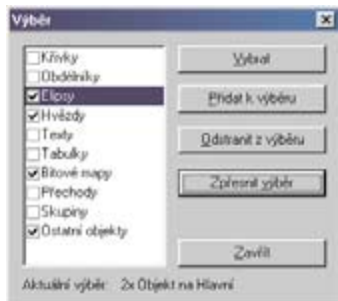 Výběr
Křivky
Obdélníky
Elipsy
Hvězdy
Texty
Tabulky
Bitové mapy
Přechody
Skupiny
Ostatní objekty
Vybrat
Přidat k výběru
Odstranit z výběru
Zpřesnit výběr
Zavřít
Aktuální výběr: 2x Objekt na Hlavní